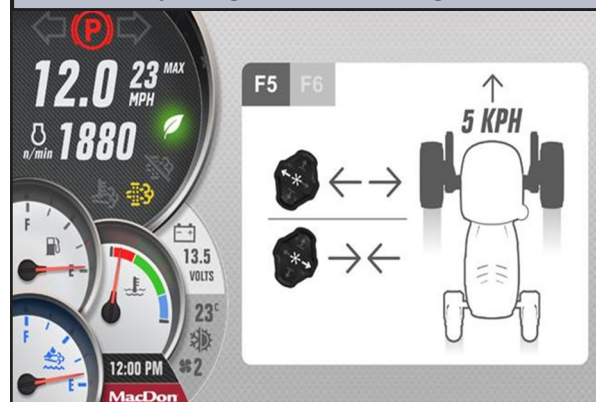 P
12.0 23 MAX
MPH
n/min 1880
F
E
F
E
13.5
VOLTS
23°C
2
12:00 PM
MacDon
F5 F6
5 KPH